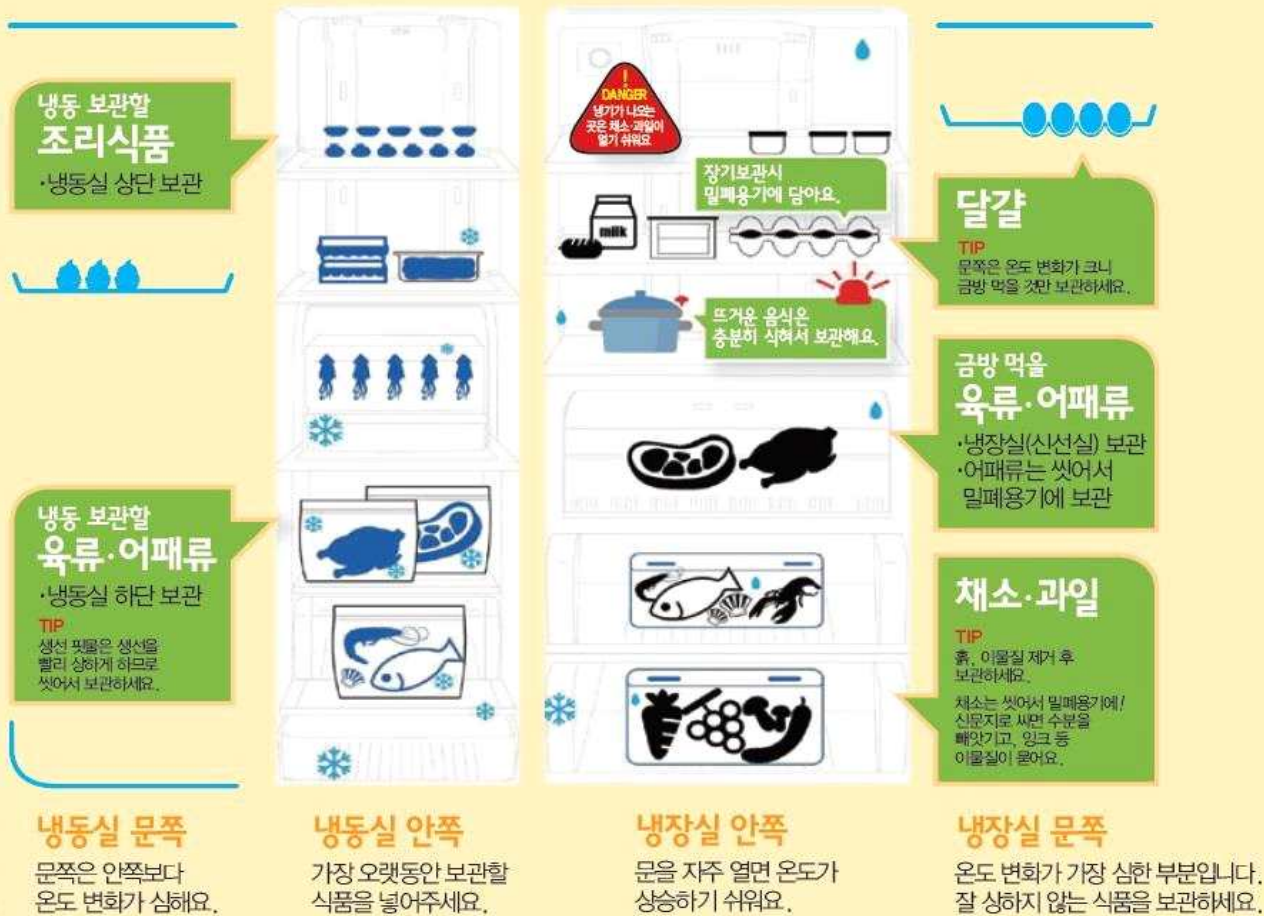 냉동 보관할
조리식품
·냉동실 상단 보관
냉동 보관할
육류·어패류
·냉동실 하단 보관
TIP
생선 핏물은 생선을
빨리 상하게 하므로
씻어서 보관하세요.
!
DANGER
냉기가 나오는
곳은 채소·과일이
얼기 쉬워요
장기보관시
밀폐용기에 담아요.
milk
뜨거운 음식은
충분히 식혀서 보관해요.
달걀
TIP
문쪽은 온도 변화가 크니
금방 먹을 것만 보관하세요.
금방 먹을
육류·어패류
·냉장실(신선실) 보관
·어패류는 씻어서
밀폐용기에 보관
채소·과일
TIP
흙, 이물질 제거 후
보관하세요.
채소는 씻어서 밀폐용기에!
신문지로 싸면 수분을
빼앗기고, 잉크 등
이물질이 묻어요.
냉동실 문쪽
문쪽은 안쪽보다
온도 변화가 심해요.
냉동실 안쪽
가장 오랫동안 보관할
식품을 넣어주세요.
냉장실 안쪽
문을 자주 열면 온도가
상승하기 쉬워요.
냉장실 문쪽
온도 변화가 가장 심한 부분입니다.
잘 상하지 않는 식품을 보관하세요.